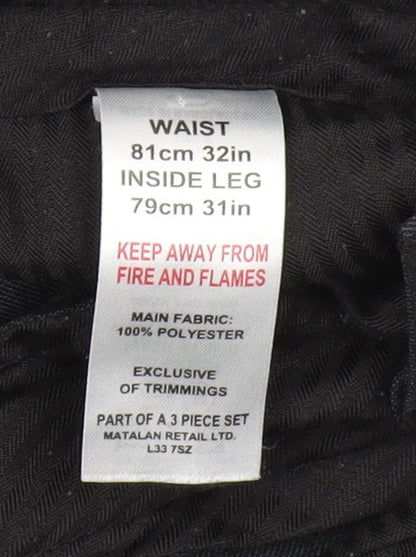 WAIST
81cm 32in
INSIDE LEG
79cm 31in
KEEP AWAY FROM
FIRE AND FLAMES
MAIN FABRIC:
100% POLYESTER
EXCLUSIVE
OF TRIMMINGS
PART OF A 3 PIECE SET
MATALAN RETAIL LTD.
L33 7SZ